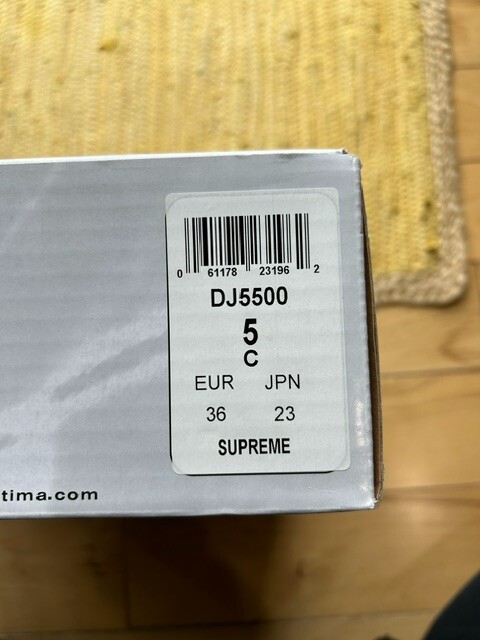 0 61178 23196 2
DJ5500
5
C
EUR JPN
36 23
SUPREME
tima.com